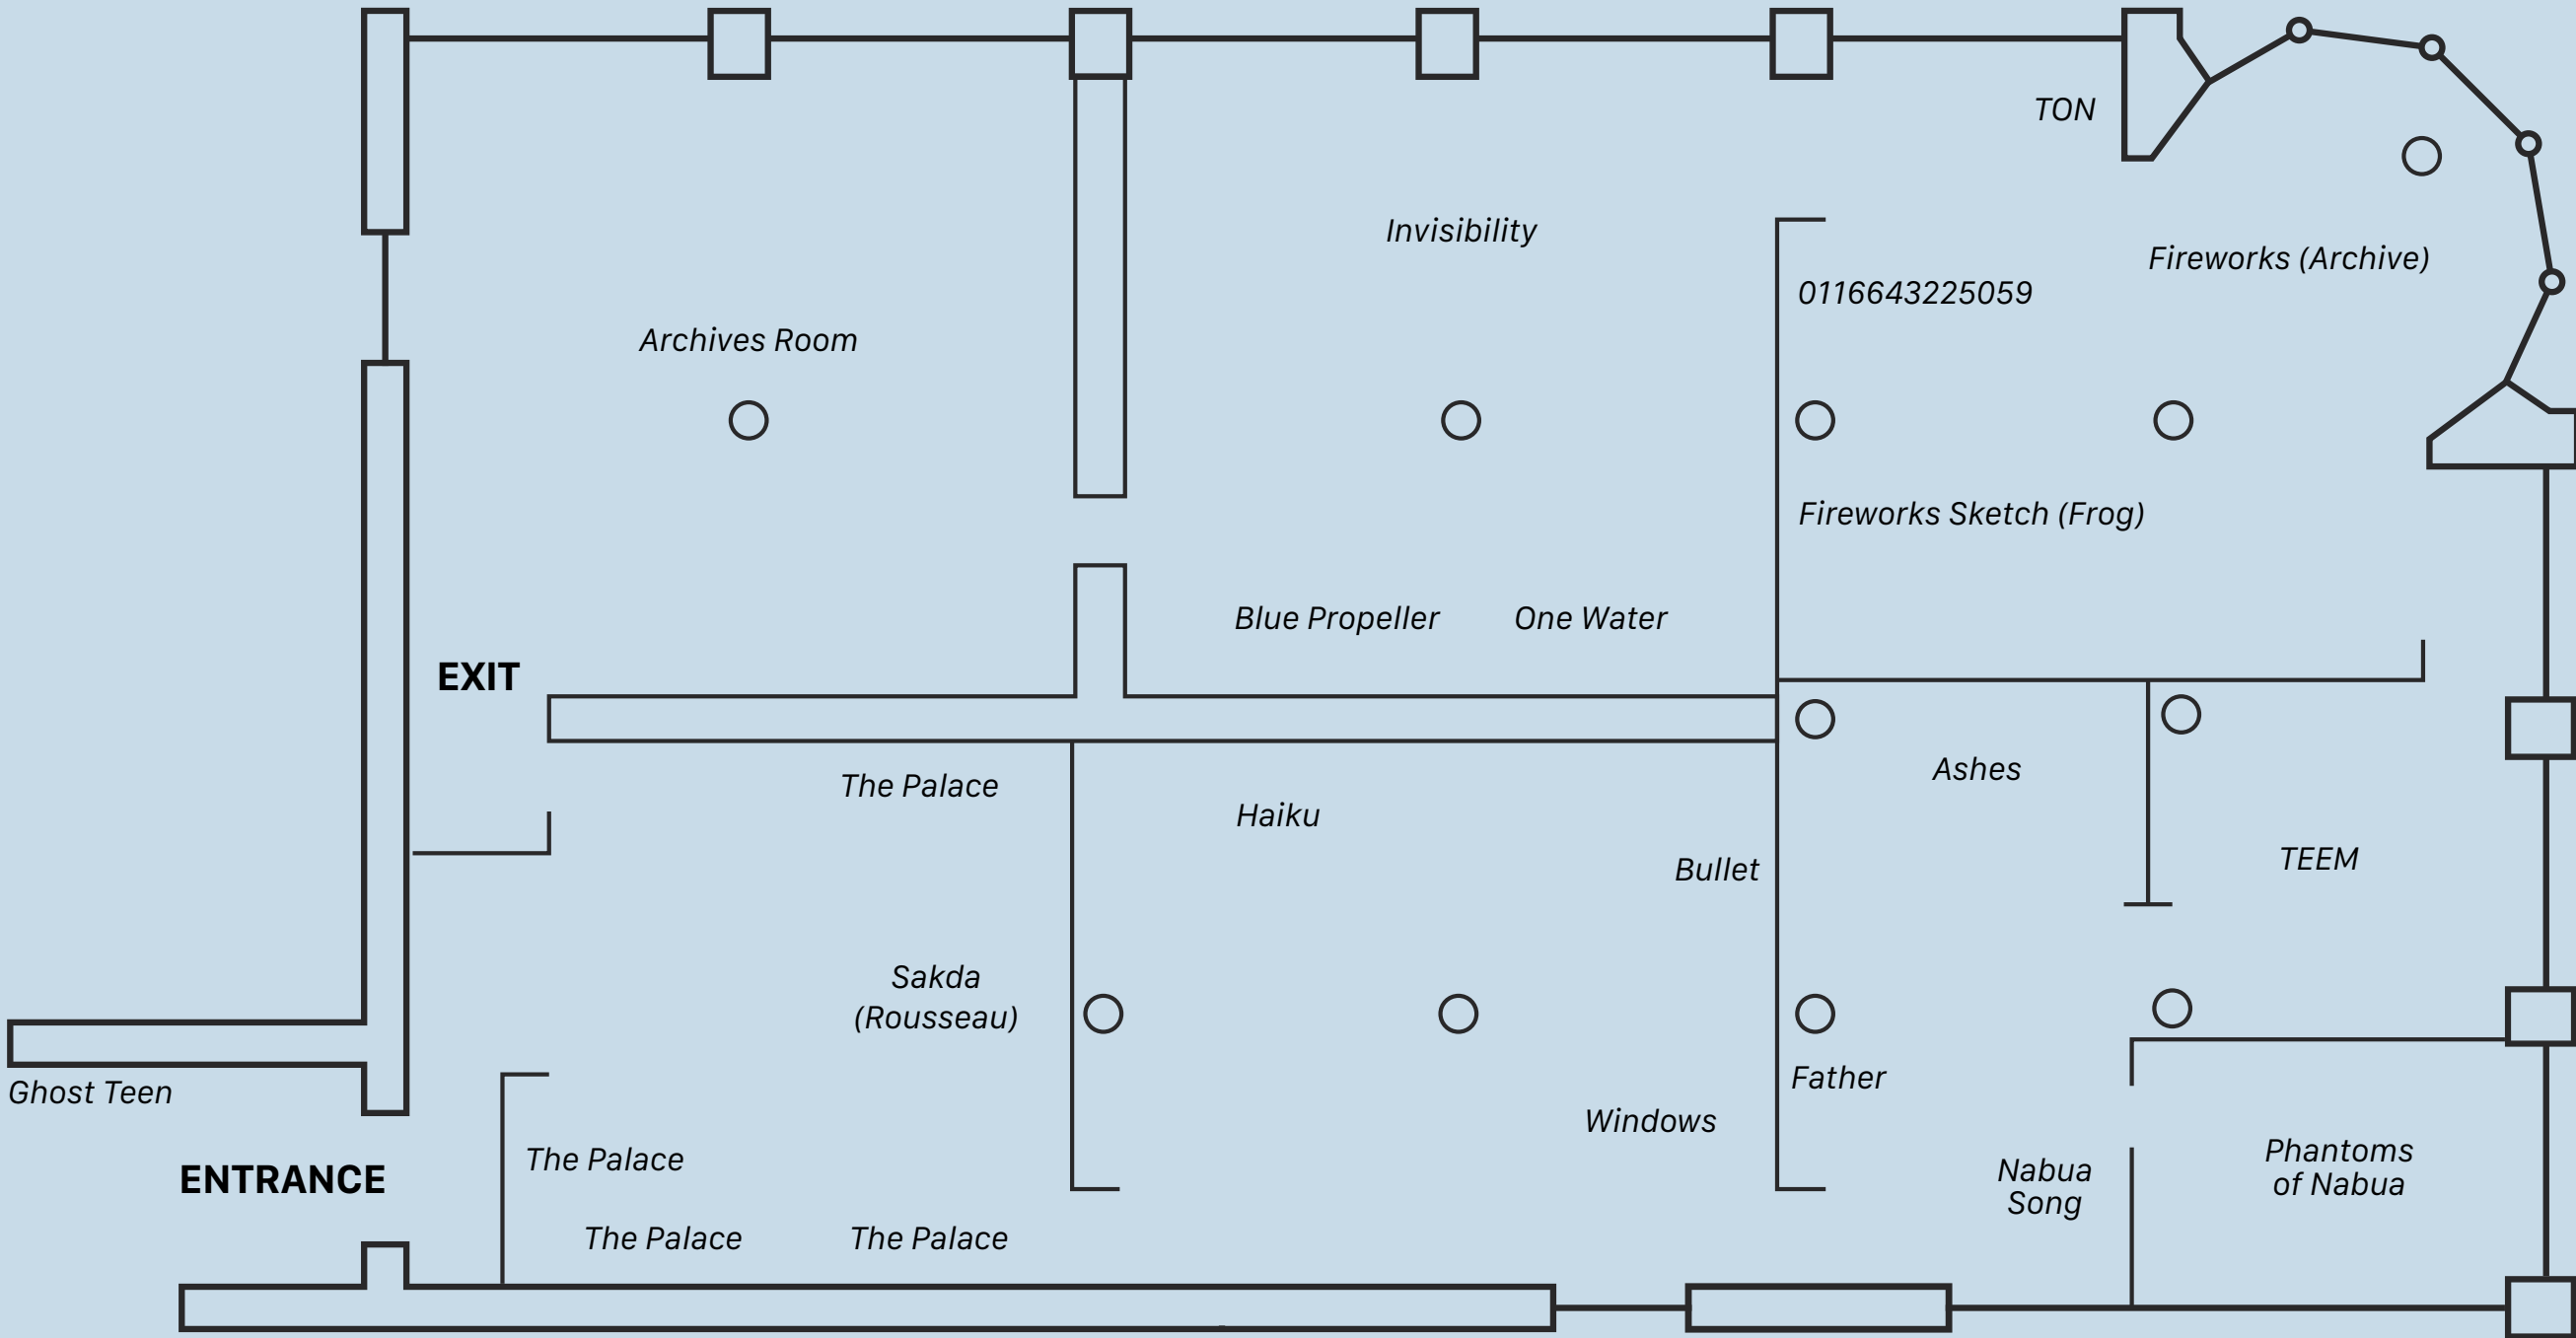 TON
Invisibility
Fireworks (Archive)
0116643225059
Archives Room
Fireworks Sketch (Frog)
Blue Propeller
One Water
EXIT
The Palace
Haiku
Ashes
Bullet
TEEM
Sakda
(Rousseau)
Ghost Teen
Father
Windows
ENTRANCE
The Palace
Nabua
Song
Phantoms
of Nabua
The Palace
The Palace